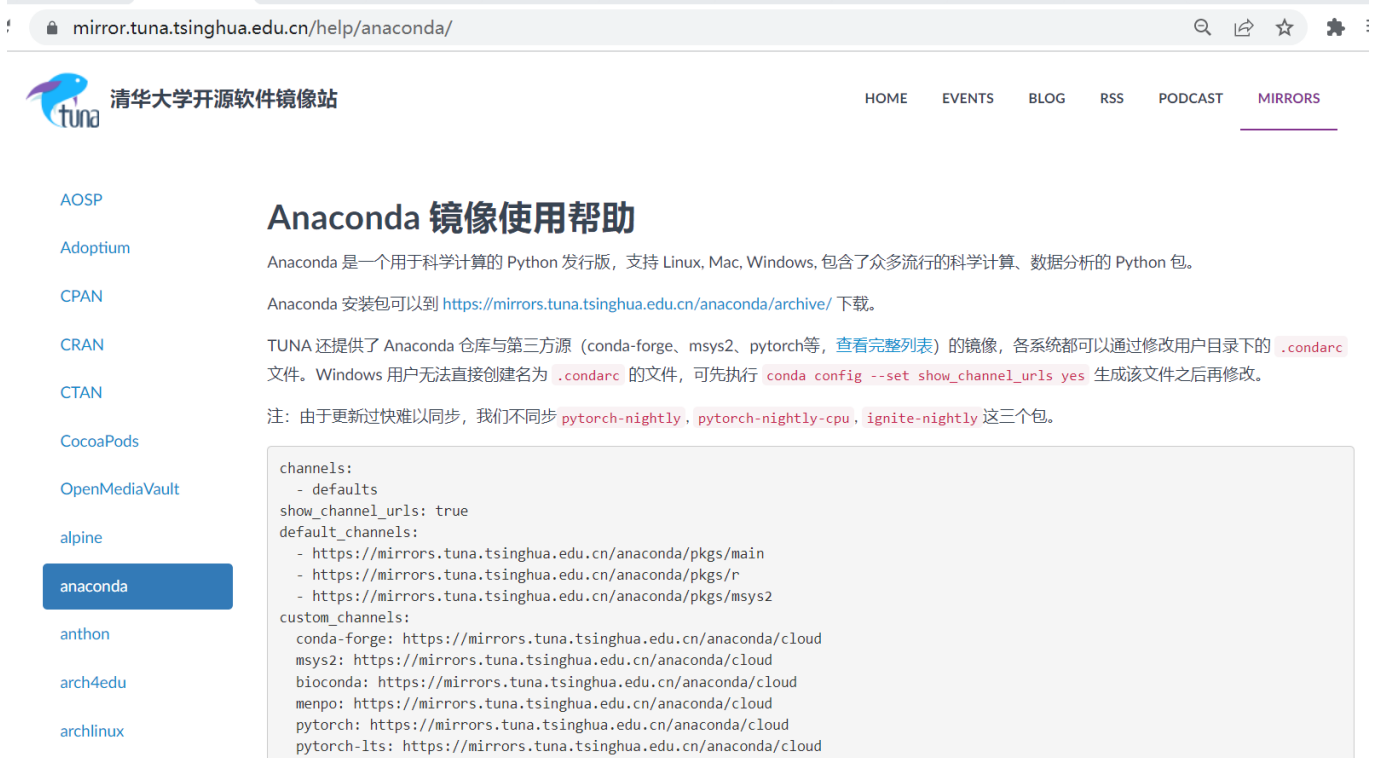 mirror.tuna.tsinghua.edu.cn/help/anaconda/
tuna
清华大学开源软件镜像站
HOME EVENTS BLOG RSS PODCAST MIRRORS
AOSP
Adoptium
CPAN
CRAN
CTAN
CocoaPods
OpenMediaVault
alpine
anaconda
anthon
arch4edu
archlinux
Anaconda 镜像使用帮助
Anaconda 是一个用于科学计算的 Python 发行版，支持 Linux, Mac, Windows, 包含了众多流行的科学计算、数据分析的 Python 包。
Anaconda 安装包可以到 https://mirrors.tuna.tsinghua.edu.cn/anaconda/archive/ 下载。
TUNA 还提供了 Anaconda 仓库与第三方源（conda-forge、msys2、pytorch等，查看完整列表）的镜像，各系统都可以通过修改用户目录下的 .condarc
文件。Windows 用户无法直接创建名为 .condarc 的文件，可先执行 conda config --set show_channel_urls yes 生成该文件之后再修改。
注：由于更新过快难以同步，我们不同步 pytorch-nightly, pytorch-nightly-cpu, ignite-nightly 这三个包。
channels:
  - defaults
show_channel_urls: true
default_channels:
  - https://mirrors.tuna.tsinghua.edu.cn/anaconda/pkgs/main
  - https://mirrors.tuna.tsinghua.edu.cn/anaconda/pkgs/r
  - https://mirrors.tuna.tsinghua.edu.cn/anaconda/pkgs/msys2
custom_channels:
  conda-forge: https://mirrors.tuna.tsinghua.edu.cn/anaconda/cloud
  msys2: https://mirrors.tuna.tsinghua.edu.cn/anaconda/cloud
  bioconda: https://mirrors.tuna.tsinghua.edu.cn/anaconda/cloud
  menpo: https://mirrors.tuna.tsinghua.edu.cn/anaconda/cloud
  pytorch: https://mirrors.tuna.tsinghua.edu.cn/anaconda/cloud
  pytorch-lts: https://mirrors.tuna.tsinghua.edu.cn/anaconda/cloud